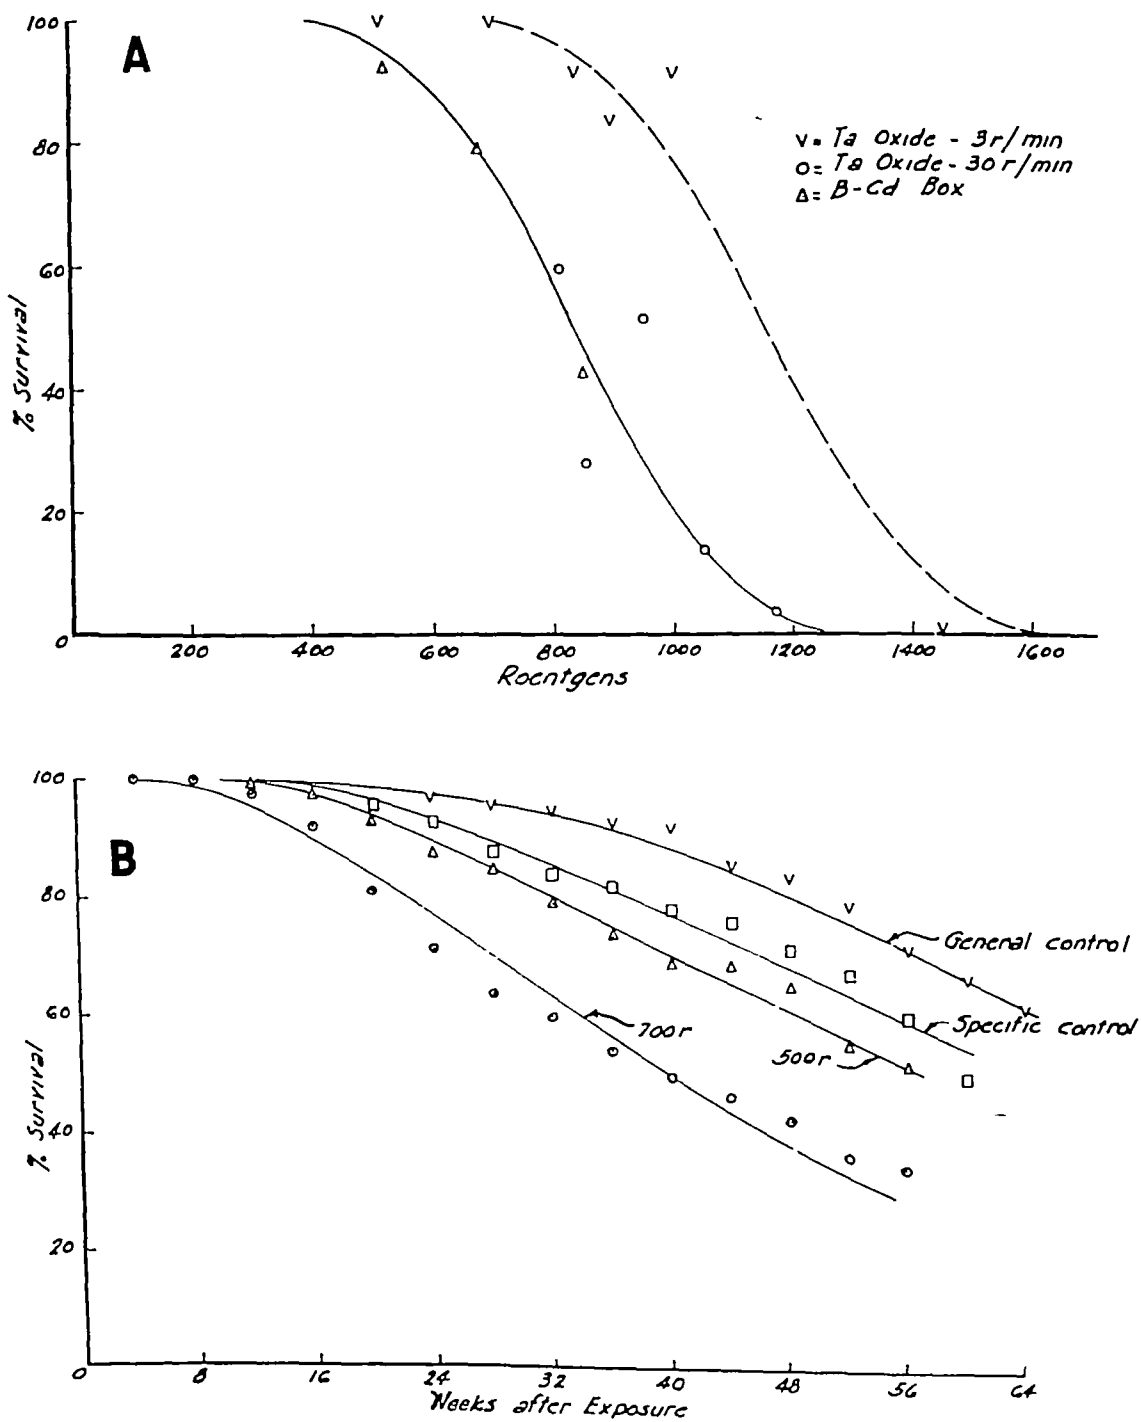 A
100
80
60
40
20
0
% Survival
200 400 600 800 1000 1200 1400 1600
Roentgens
V = Ta Oxide - 3r/min
O = Ta Oxide - 30r/min
Δ = B-Cd Box
B
100
80
60
40
20
0
% Survival
General control
Specific control
500r
700r
8 16 24 32 40 48 56 64
Weeks after Exposure